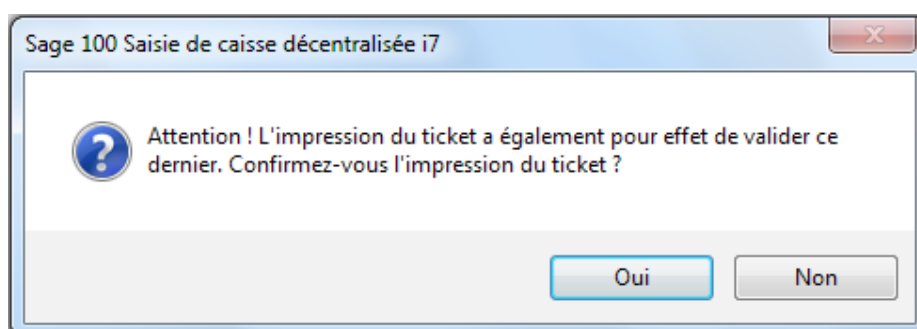 Sage 100 Saisie de caisse décentralisée i7
Attention ! L'impression du ticket a également pour effet de valider ce
dernier. Confirmez-vous l'impression du ticket ?
Oui Non